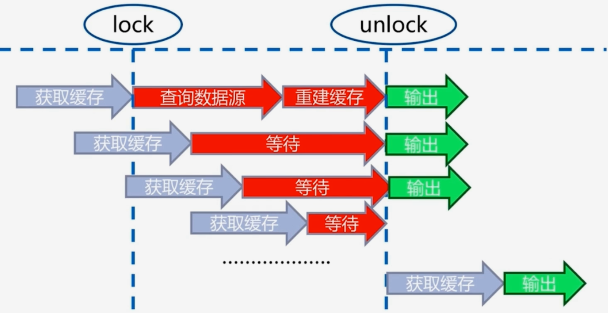 lock unlock
获取缓存 查询数据源 重建缓存 输出
获取缓存 等待 输出
获取缓存 等待 输出
获取缓存 等待
...................
获取缓存 输出